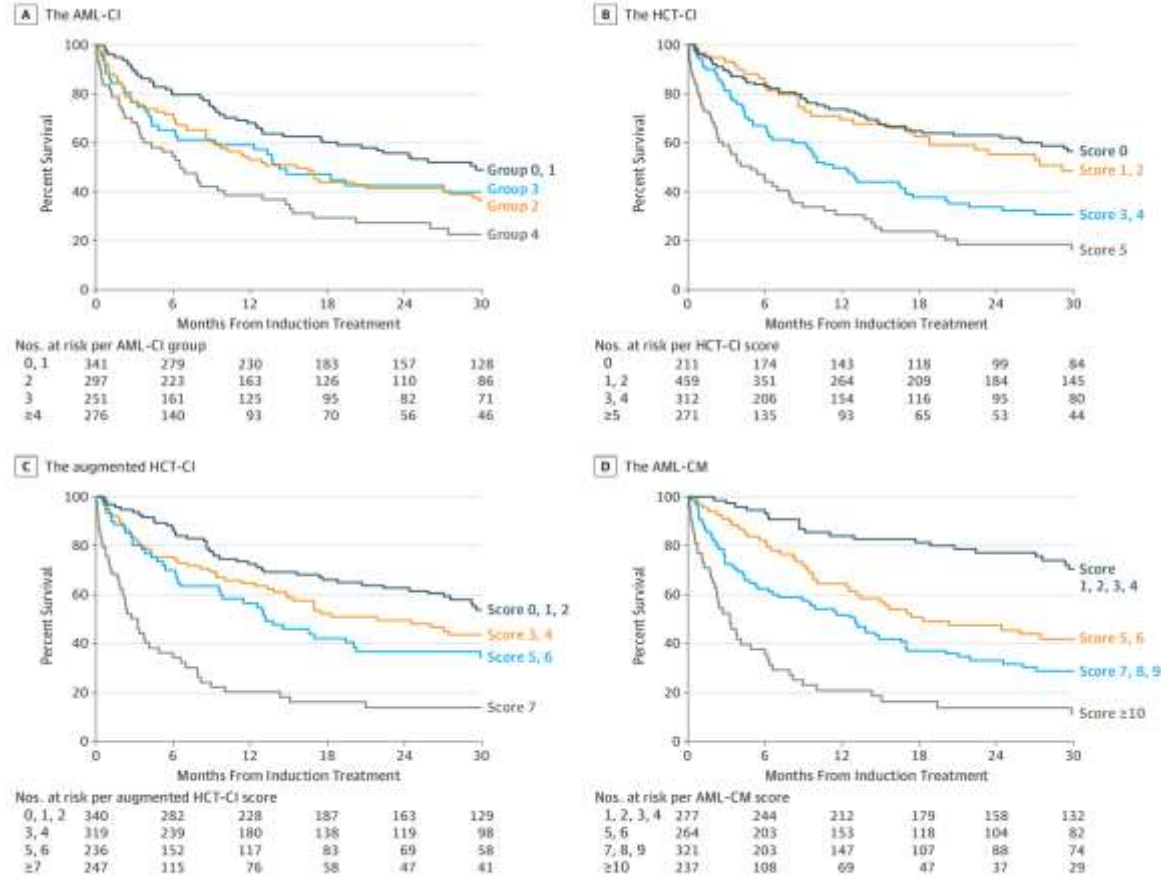 A The AML-CI
Percent Survival
100
80
60
40
20
0
Group 0, 1
Group 3
Group 2
Group 4
0 6 12 18 24 30
Months From Induction Treatment
Nos. at risk per AML-CI group
0, 1 341 279 230 183 157 128
2 297 223 163 126 110 86
3 251 161 125 95 82 71
≥4 276 140 93 70 56 46
B The HCT-CI
Percent Survival
100
80
60
40
20
0
Score 0
Score 1, 2
Score 3, 4
Score 5
0 6 12 18 24 30
Months From Induction Treatment
Nos. at risk per HCT-CI score
0 211 174 143 118 99 84
1, 2 459 351 264 209 184 145
3, 4 312 206 154 116 95 80
≥5 271 135 93 65 53 44
C The augmented HCT-CI
Percent Survival
100
80
60
40
20
0
Score 0, 1, 2
Score 3, 4
Score 5, 6
Score 7
0 6 12 18 24 30
Months From Induction Treatment
Nos. at risk per augmented HCT-CI score
0, 1, 2 340 282 228 187 163 129
3, 4 319 239 180 138 119 98
5, 6 236 152 117 83 69 58
≥7 247 115 76 58 47 41
D The AML-CM
Percent Survival
100
80
60
40
20
0
Score
1, 2, 3, 4
Score 5, 6
Score 7, 8, 9
Score ≥10
0 6 12 18 24 30
Months From Induction Treatment
Nos. at risk per AML-CM score
1, 2, 3, 4 277 244 212 179 158 132
5, 6 264 203 153 118 104 82
7, 8, 9 321 203 147 107 88 74
≥10 237 108 69 47 37 29